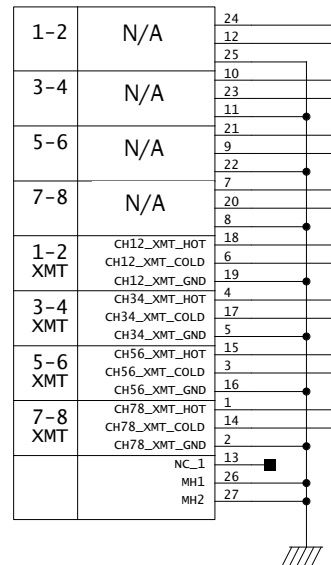 24
1-2 N/A 12
25
10
3-4 N/A 23
11
21
5-6 N/A 9
22
7
7-8 N/A 20
8
1-2 XMT CH12_XMT_HOT 18
CH12_XMT_COLD 6
CH12_XMT_GND 19
3-4 XMT CH34_XMT_HOT 4
CH34_XMT_COLD 17
CH34_XMT_GND 5
5-6 XMT CH56_XMT_HOT 15
CH56_XMT_COLD 3
CH56_XMT_GND 16
7-8 XMT CH78_XMT_HOT 1
CH78_XMT_COLD 14
CH78_XMT_GND 2
NC_1 13
MH1 26
MH2 27